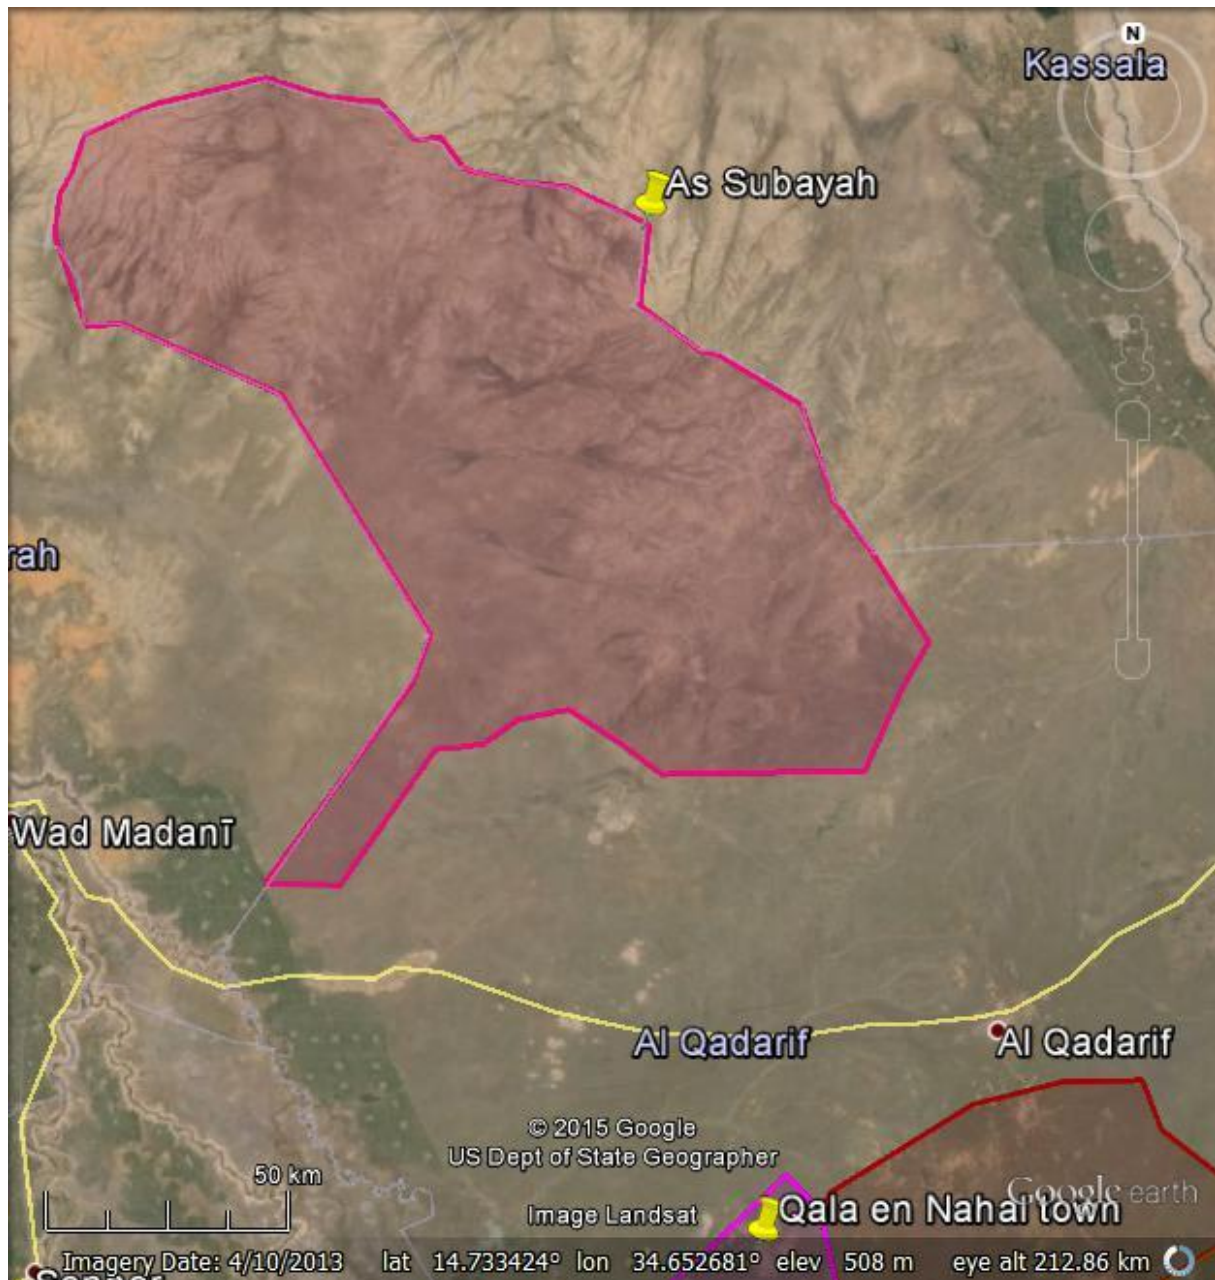 N
Kassala
As Subayah
rah
Wad Madanī
Al Qadarif
Al Qadarif
© 2015 Google
US Dept of State Geographer
50 km
Image Landsat
Google earth
Qala en Nahal town
Imagery Date: 4/10/2013 lat 14.733424° lon 34.652681° elev 508 m eye alt 212.86 km